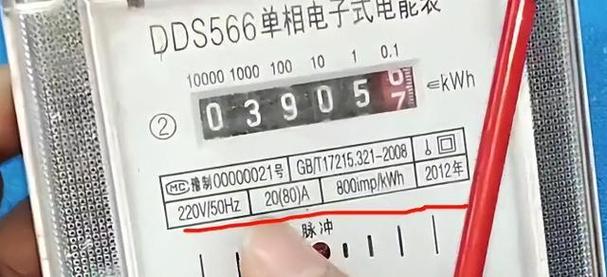 DDS566单相电子式电能表
10000 1000 100 10 1 0.1
② 0 3 9 0 5 7 kWh
MC 豫制00000021号 GB/T17215.321-2008
220V/50Hz 20(80)A 800imp/kWh 2012年
脉冲